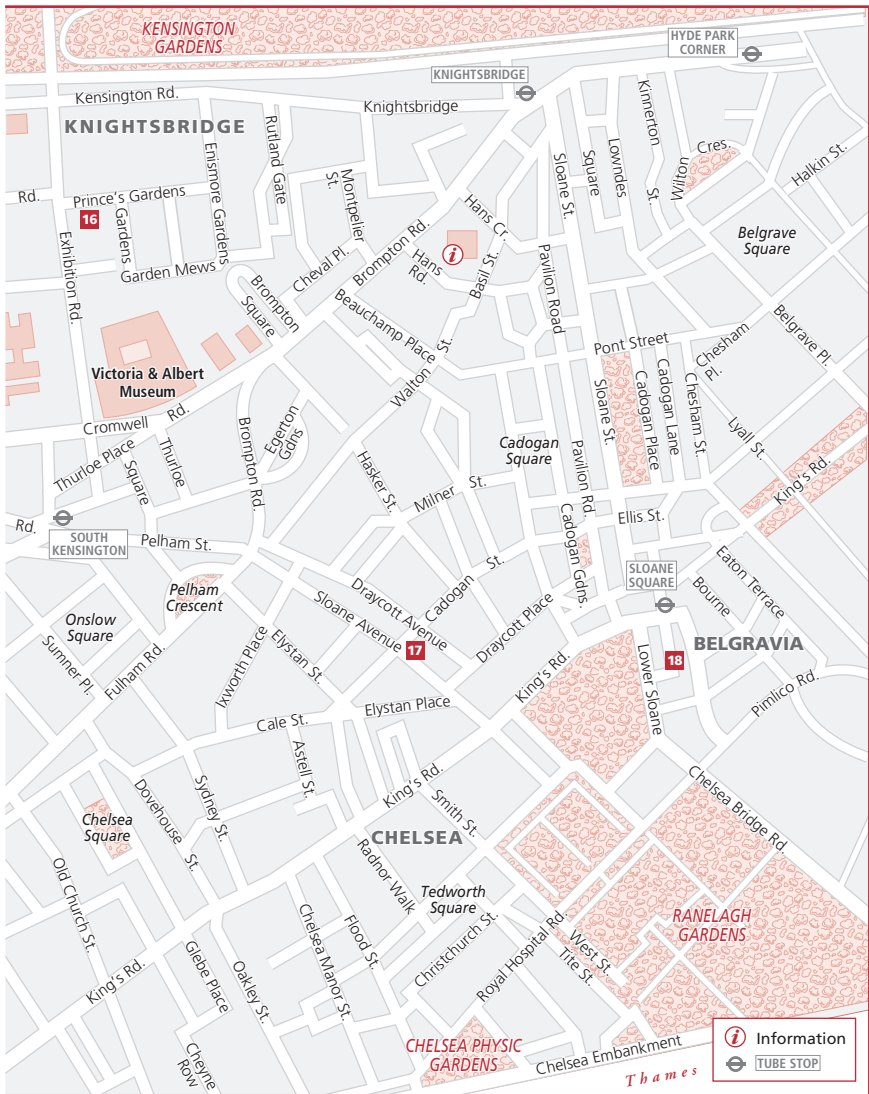 KENSINGTON
GARDENS
HYDE PARK
CORNER
KNIGHTSBRIDGE
Kensington Rd.
Knightsbridge
KNIGHTSBRIDGE
Rutland Gate
Ennismore Gardens
Kinnerton
St.
Lowndes
Square
Sloane St.
Wilton
Cres.
Halkin St.
Montpelier
St.
Rd.
Prince's Gardens
16
Gardens
Exhibition Rd.
Garden Mews
Hans Cr.
Brompton Rd.
Hans
Rd.
i
Basil St.
Pavilion Road
Belgrave
Square
Cheval Pl.
Brompton
Square
Beauchamp Place
Walton St.
Pont Street
Chesham
Pl.
Belgrave Pl.
Victoria & Albert
Museum
Cromwell Rd.
Thurloe Place
Thurloe
Square
Brompton Rd.
Egerton
Gdns
Hasker St.
Milner St.
Cadogan
Square
Pavilion Rd.
Sloane St.
Cadogan Place
Cadogan Lane
Chesham St.
Lyall St.
King's Rd.
Rd.
SOUTH
KENSINGTON
Pelham St.
Pelham
Crescent
Onslow
Square
Sumner Pl.
Fulham Rd.
Ixworth Place
Elystan St.
Sloane Avenue
Draycott Avenue
17
Cadogan St.
Draycott Place
Cadogan Gdns.
Ellis St.
SLOANE
SQUARE
Bourne
Eaton Terrace
BELGRAVIA
18
Lower Sloane
Pimlico Rd.
King's Rd.
Elystan Place
Cale St.
Astell St.
Sydney St.
Dovehouse St.
Chelsea
Square
Old Church St.
King's Rd.
Smith St.
CHELSEA
Radnor Walk
Tedworth
Square
Chelsea Bridge Rd.
RANELAGH
GARDENS
Flood St.
Chelsea Manor St.
Christchurch St.
Royal Hospital Rd.
West St.
Tite St.
King's Rd.
Glebe Place
Oakley St.
Cheyne
Row
CHELSEA PHYSIC
GARDENS
Chelsea Embankment
Thames
i Information
TUBE STOP